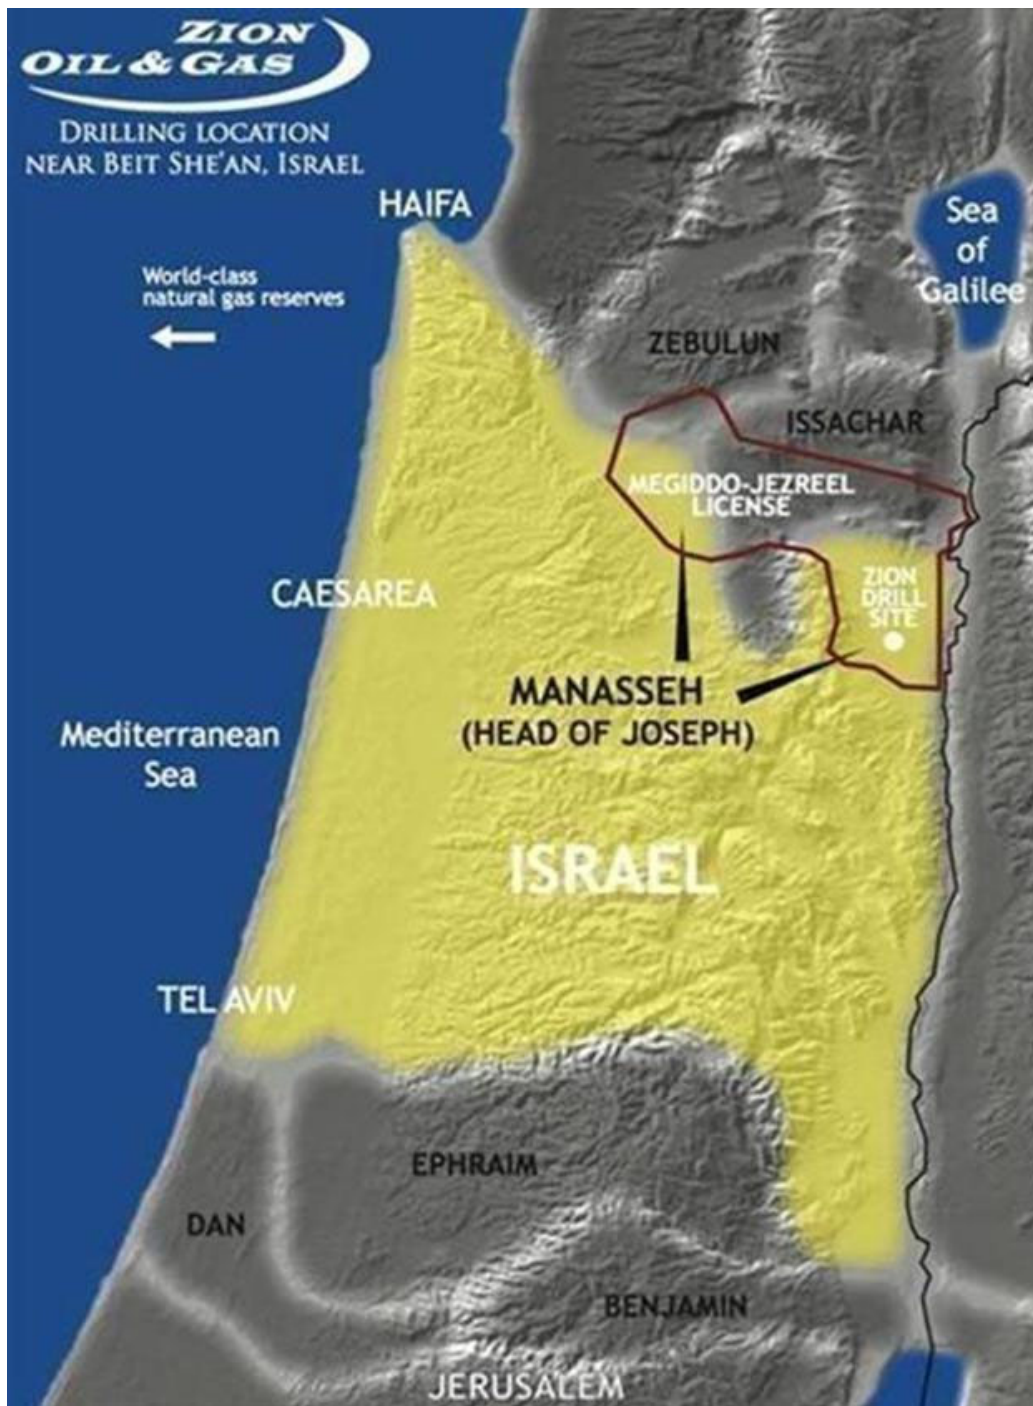 ZION
OIL & GAS
DRILLING LOCATION
NEAR BEIT SHE'AN, ISRAEL
HAIFA
Sea
of
Galilee
World-class
natural gas reserves
ZEBULUN
ISSACHAR
MEGIDDO-JEZREEL
LICENSE
ZION
DRILL
SITE
CAESAREA
MANASSEH
(HEAD OF JOSEPH)
Mediterranean
Sea
ISRAEL
TEL AVIV
EPHRAIM
DAN
BENJAMIN
JERUSALEM